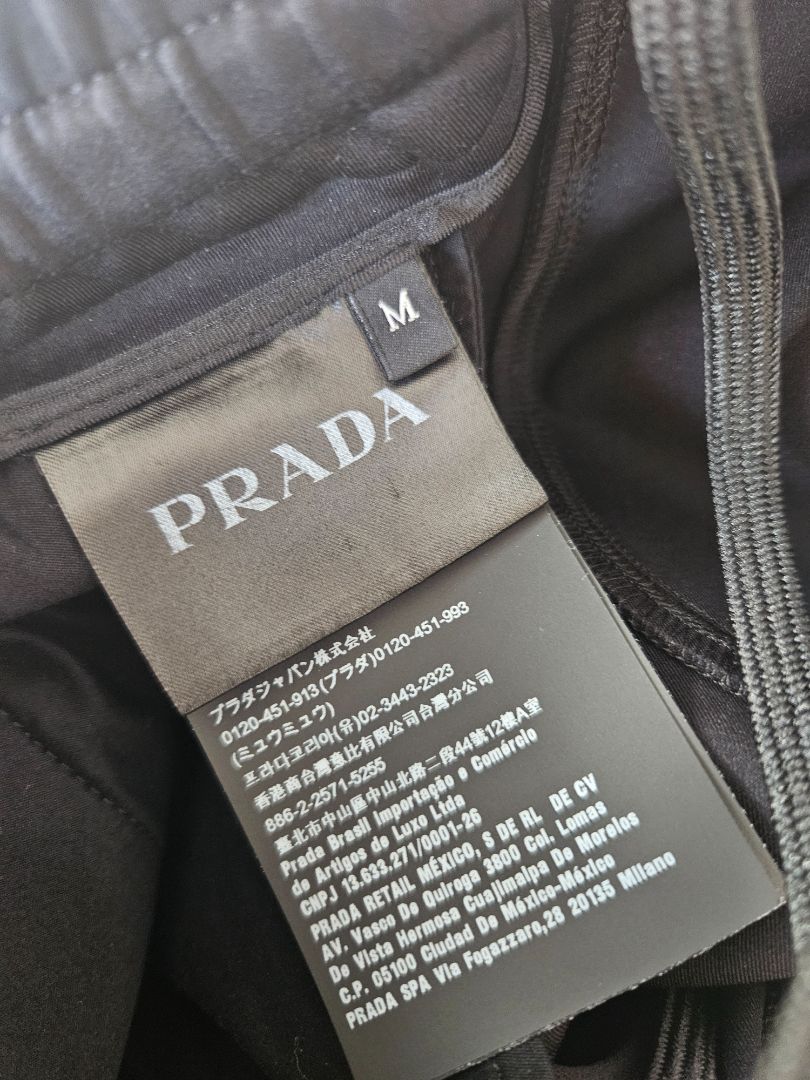 M
PRADA
プラダジャパン株式会社
0120-451-913(プラダ)0120-451-993
(ミュウミュウ)
프라다코리아(유)02-3443-2323
香港商台灣蕓比有限公司台灣分公司
886-2-2571-5255
臺北市中山區中山北路二段44號12樓A室
Prada Brasil Importação e Comércio
de Artigos de Luxo Ltda
CNPJ 13.633.271/0001-26
PRADA RETAIL MÉXICO, S DE RL DE CV
AV. Vasco De Quiroga 3800 Col. Lomas
De Vista Hermosa Cuajimalpa De Morelos
C.P. 05100 Ciudad De México-México
PRADA SPA Via Fogazzaro,28 20135 Milano